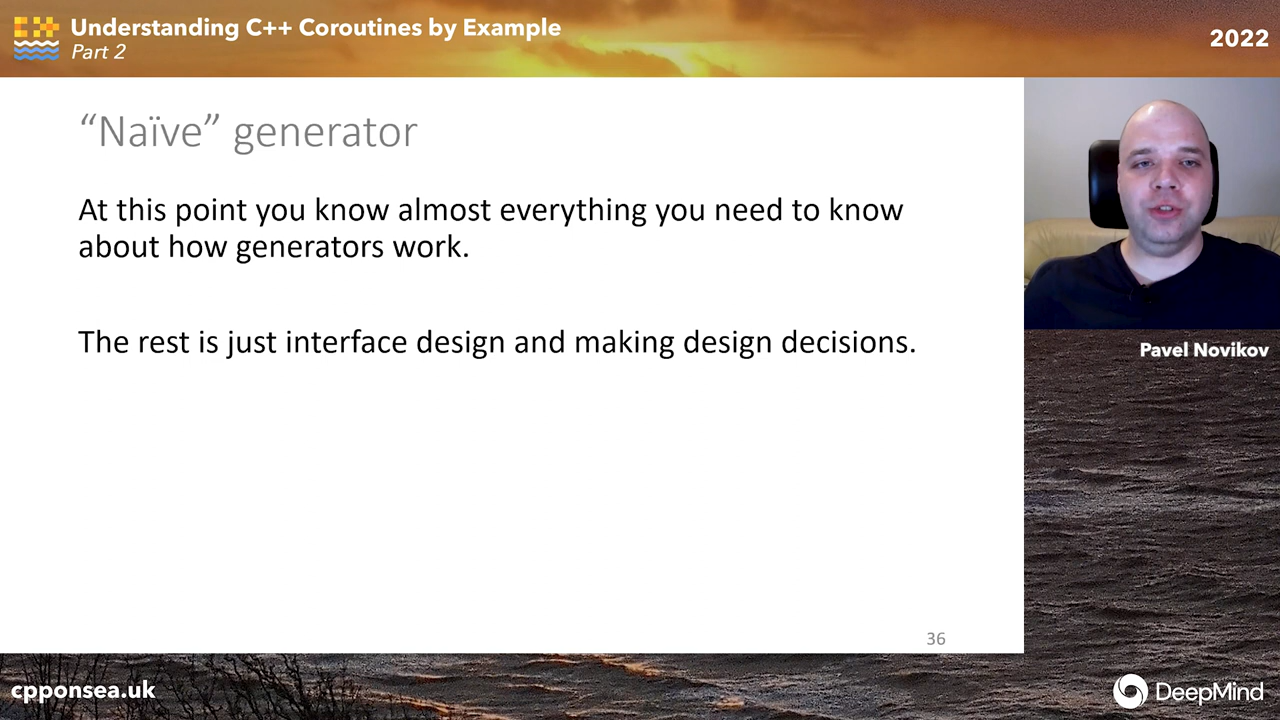 Understanding C++ Coroutines by Example
Part 2
2022
“Naïve” generator
At this point you know almost everything you need to know
about how generators work.
The rest is just interface design and making design decisions.
Pavel Novikov
36
cpponsea.uk
DeepMind